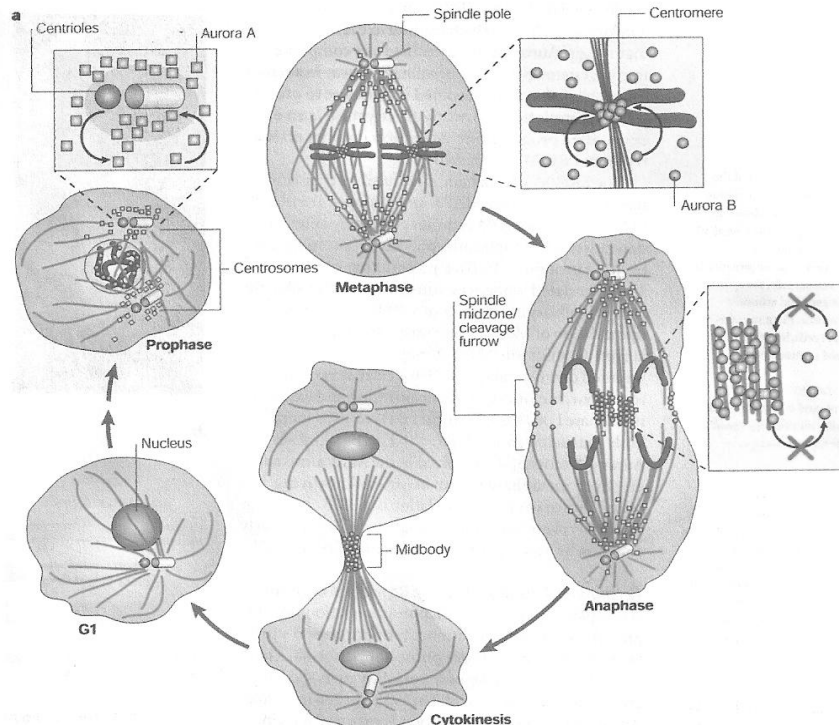 a
Centrioles
Aurora A
Spindle pole
Centromere
Aurora B
Centrosomes
Prophase
Metaphase
Spindle
midzone/
cleavage
furrow
Nucleus
Midbody
G1
Anaphase
Cytokinesis